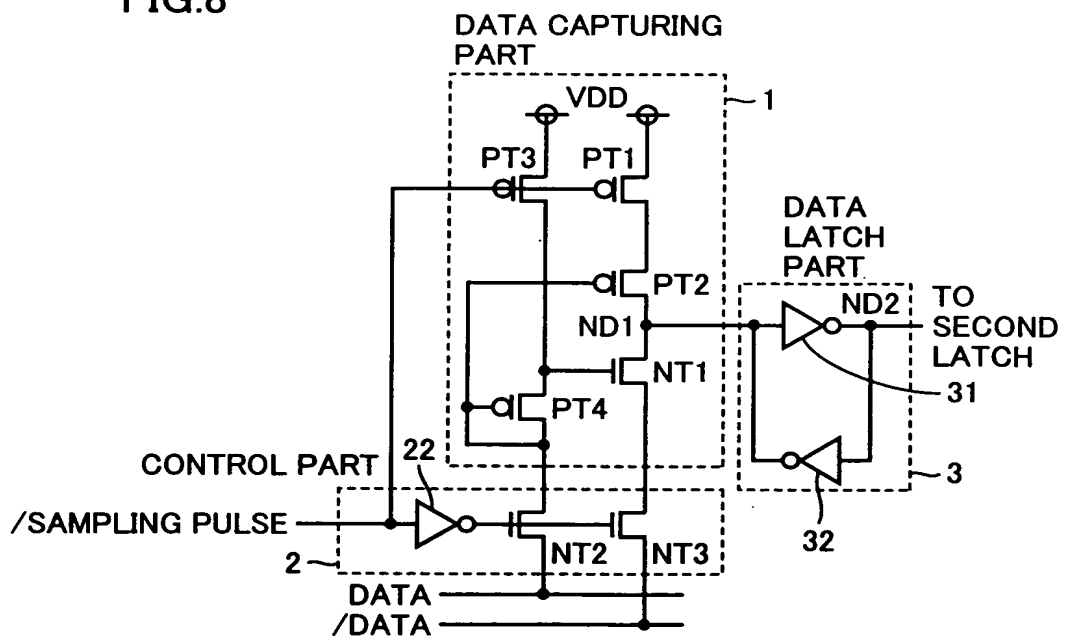 FIG.8
DATA CAPTURING
PART
VDD
1
PT3
PT1
DATA
LATCH
PART
PT2
ND1
ND2
TO
SECOND
LATCH
NT1
PT4
31
22
CONTROL PART
3
/SAMPLING PULSE
32
2
NT2
NT3
DATA
/DATA